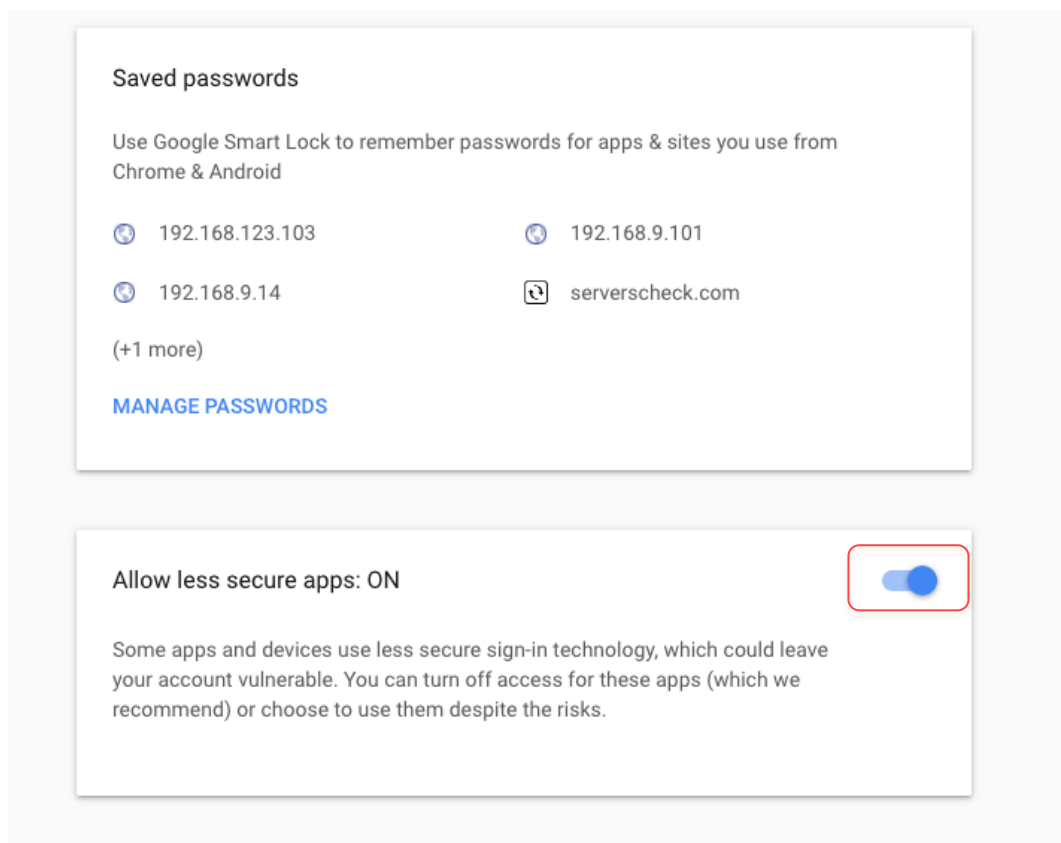 Saved passwords
Use Google Smart Lock to remember passwords for apps & sites you use from
Chrome & Android
192.168.123.103
192.168.9.101
192.168.9.14
serverscheck.com
(+1 more)
MANAGE PASSWORDS
Allow less secure apps: ON
Some apps and devices use less secure sign-in technology, which could leave
your account vulnerable. You can turn off access for these apps (which we
recommend) or choose to use them despite the risks.